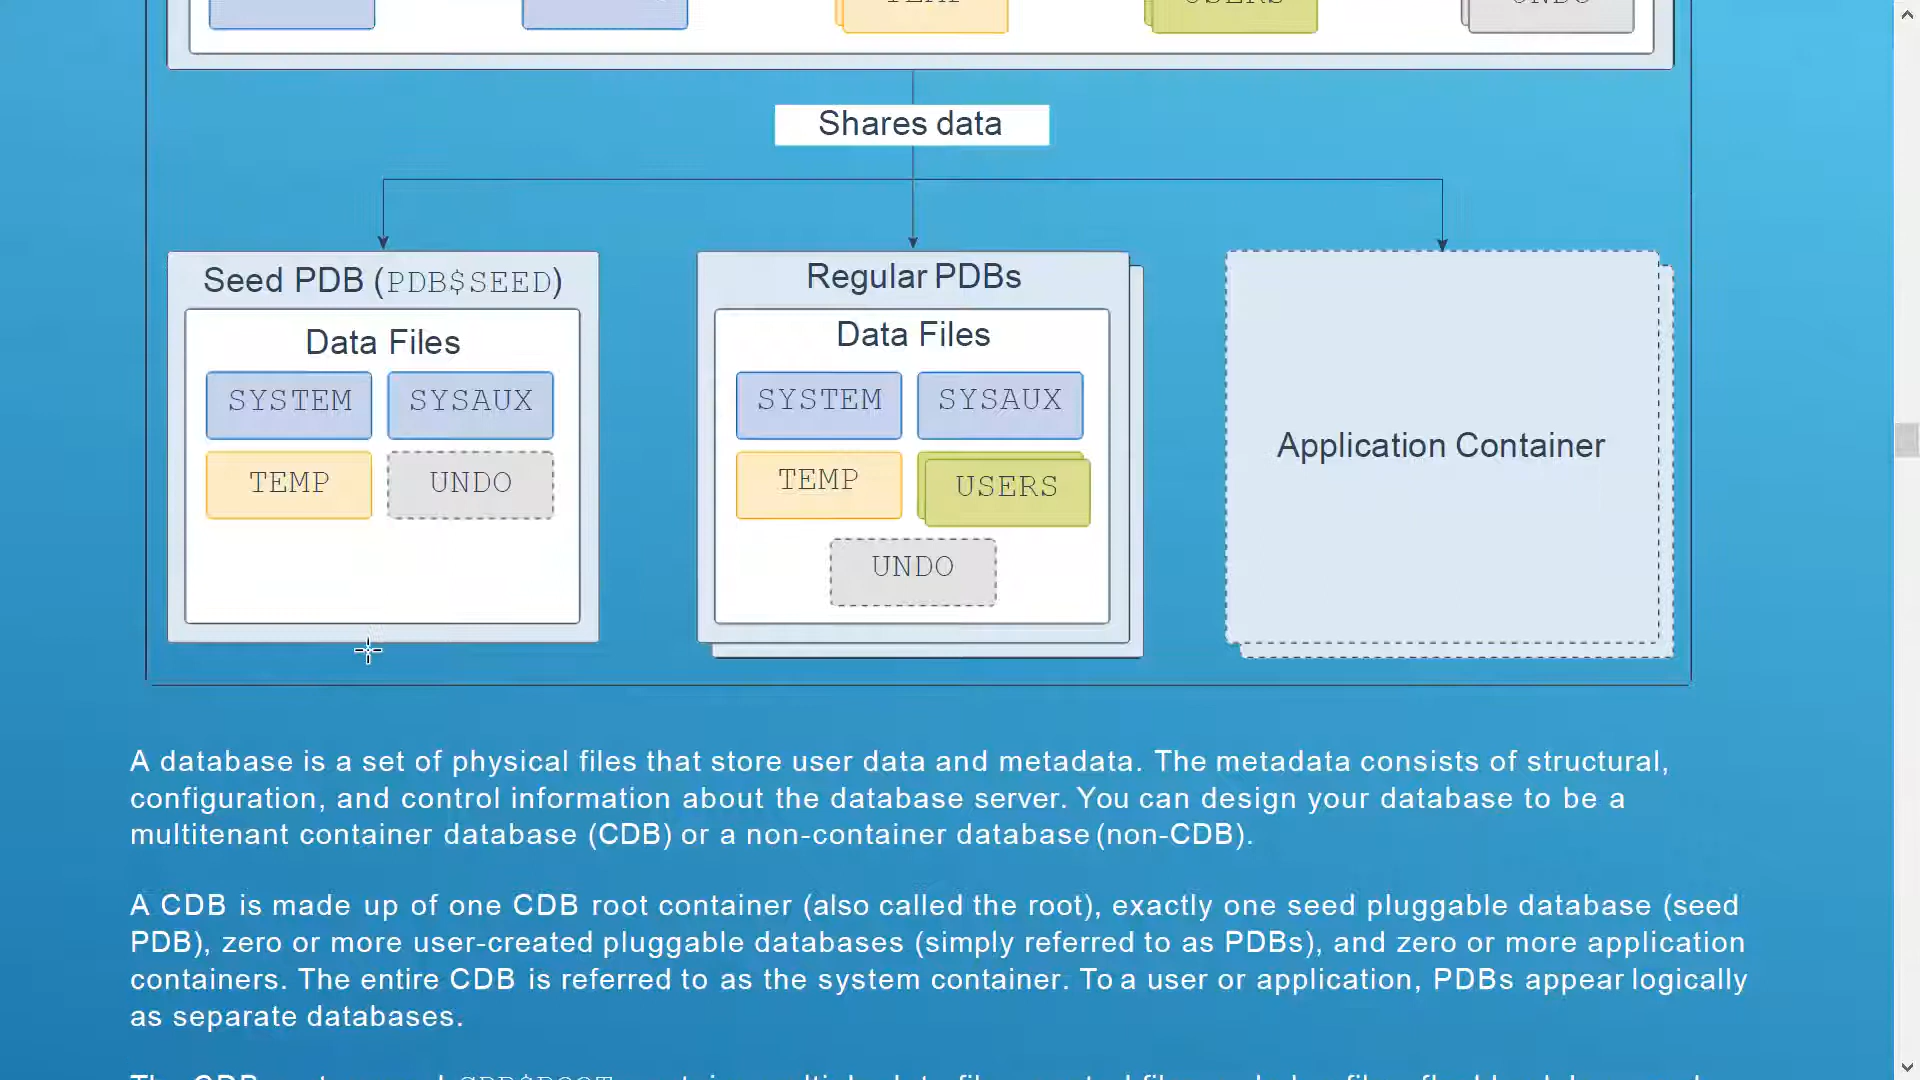 TEMP
USERS
UNDO
Shares data
Seed PDB (PDB$SEED)
Data Files
SYSTEM
SYSAUX
TEMP
UNDO
Regular PDBs
Data Files
SYSTEM
SYSAUX
TEMP
USERS
UNDO
Application Container
A database is a set of physical files that store user data and metadata. The metadata consists of structural,
configuration, and control information about the database server. You can design your database to be a
multitenant container database (CDB) or a non-container database (non-CDB).
A CDB is made up of one CDB root container (also called the root), exactly one seed pluggable database (seed
PDB), zero or more user-created pluggable databases (simply referred to as PDBs), and zero or more application
containers. The entire CDB is referred to as the system container. To a user or application, PDBs appear logically
as separate databases.